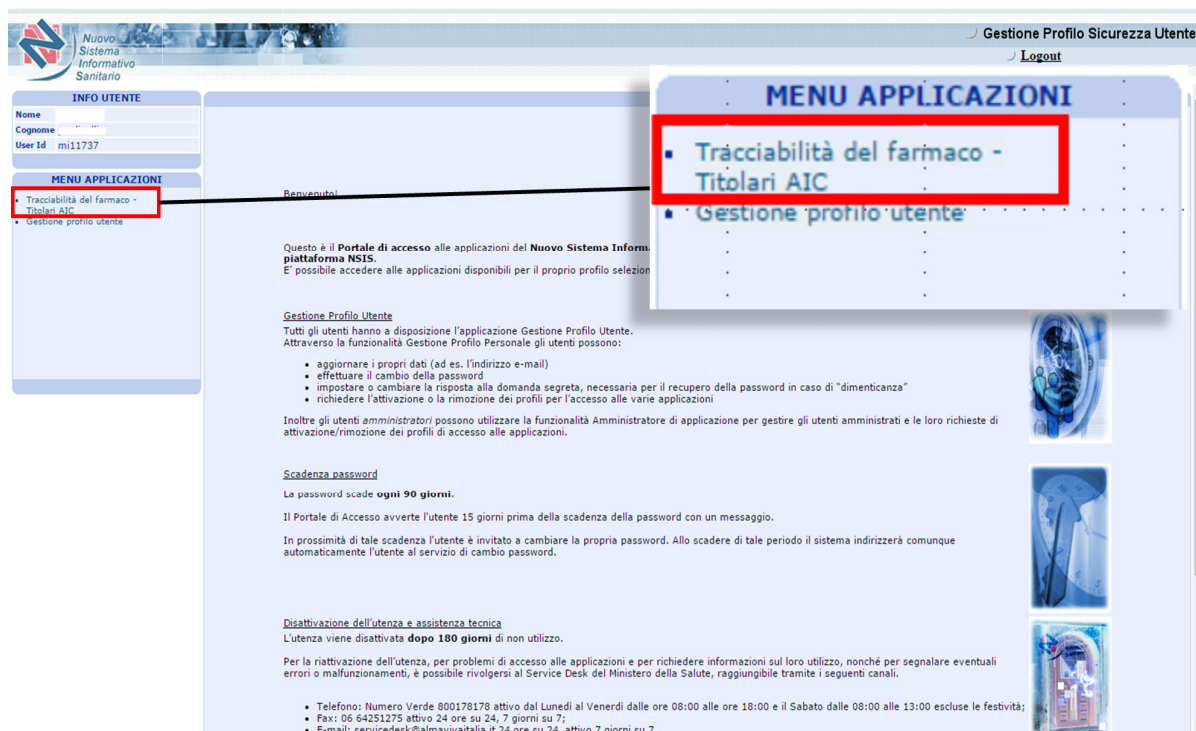 Nuovo
Sistema
Informativo
Sanitario
Gestione Profilo Sicurezza Utente
Logout
INFO UTENTE
Nome
Cognome
User Id mi11737
MENU APPLICAZIONI
Tracciabilità del farmaco -
Titolari AIC
Gestione profilo utente
MENU APPLICAZIONI
Tracciabilità del farmaco -
Titolari AIC
Gestione profilo utente
Benvenuto!
Questo è il Portale di accesso alle applicazioni del Nuovo Sistema Inform
piattaforma NSIS.
E' possibile accedere alle applicazioni disponibili per il proprio profilo selezion
Gestione Profilo Utente
Tutti gli utenti hanno a disposizione l'applicazione Gestione Profilo Utente.
Attraverso la funzionalità Gestione Profilo Personale gli utenti possono:
• aggiornare i propri dati (ad es. l'indirizzo e-mail)
• effettuare il cambio della password
• impostare o cambiare la risposta alla domanda segreta, necessaria per il recupero della password in caso di "dimenticanza"
• richiedere l'attivazione o la rimozione dei profili per l'accesso alle varie applicazioni
Inoltre gli utenti amministratori possono utilizzare la funzionalità Amministratore di applicazione per gestire gli utenti amministrati e le loro richieste di
attivazione/rimozione dei profili di accesso alle applicazioni.
Scadenza password
La password scade ogni 90 giorni.
Il Portale di Accesso avverte l'utente 15 giorni prima della scadenza della password con un messaggio.
In prossimità di tale scadenza l'utente è invitato a cambiare la propria password. Allo scadere di tale periodo il sistema indirizzerà comunque
automaticamente l'utente al servizio di cambio password.
Disattivazione dell'utenza e assistenza tecnica
L'utenza viene disattivata dopo 180 giorni di non utilizzo.
Per la riattivazione dell'utenza, per problemi di accesso alle applicazioni e per richiedere informazioni sul loro utilizzo, nonché per segnalare eventuali
errori o malfunzionamenti, è possibile rivolgersi al Service Desk del Ministero della Salute, raggiungibile tramite i seguenti canali.
• Telefono: Numero Verde 800178178 attivo dal Lunedì al Venerdì dalle ore 08:00 alle ore 18:00 e il Sabato dalle 08:00 alle 13:00 escluse le festività;
• Fax: 06 64251275 attivo 24 ore su 24, 7 giorni su 7;
• E-mail: servicedesk@almavivaitalia.it 24 ore su 24, attivo 7 giorni su 7